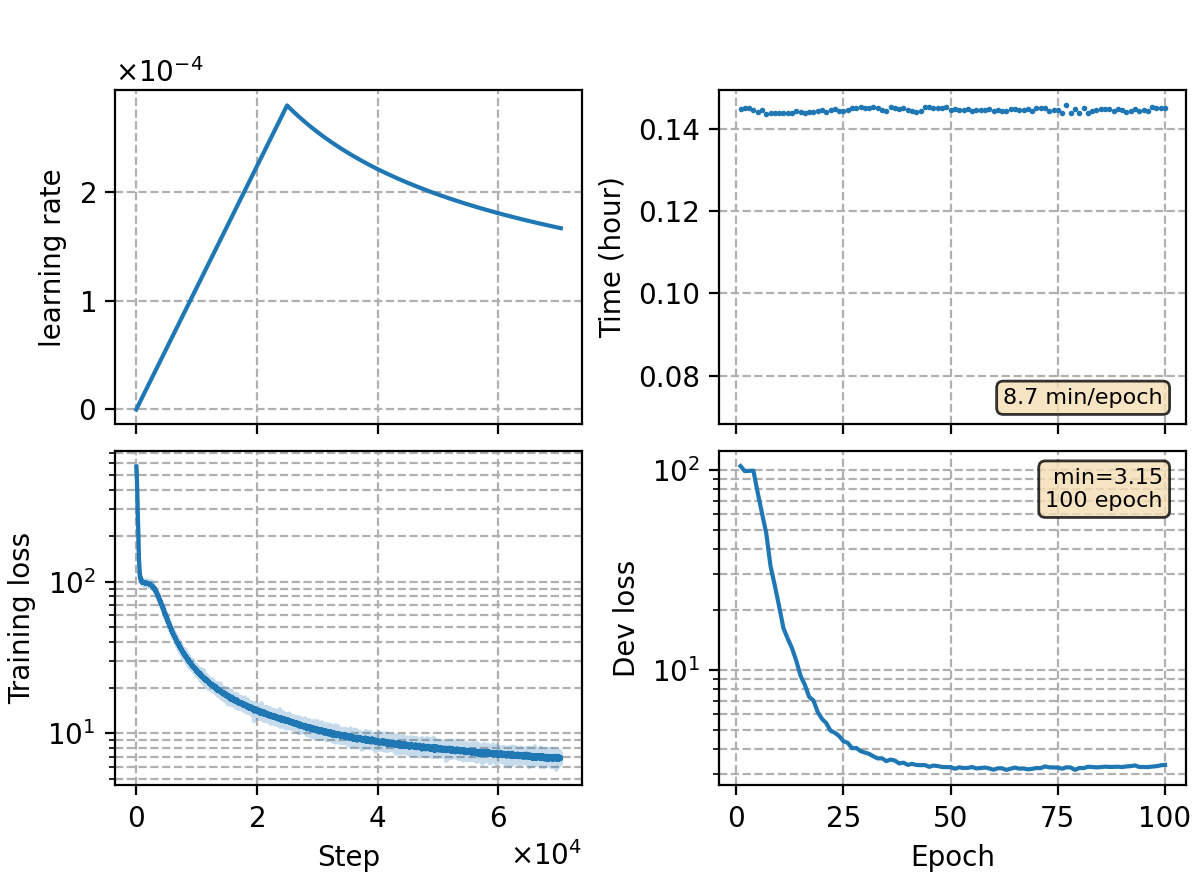 ×10⁻⁴
learning rate
2
1
0
Time (hour)
0.14
0.12
0.10
0.08
8.7 min/epoch
Training loss
10²
10¹
0
2
4
6
Step
×10⁴
Dev loss
10²
10¹
min=3.15
100 epoch
0
25
50
75
100
Epoch